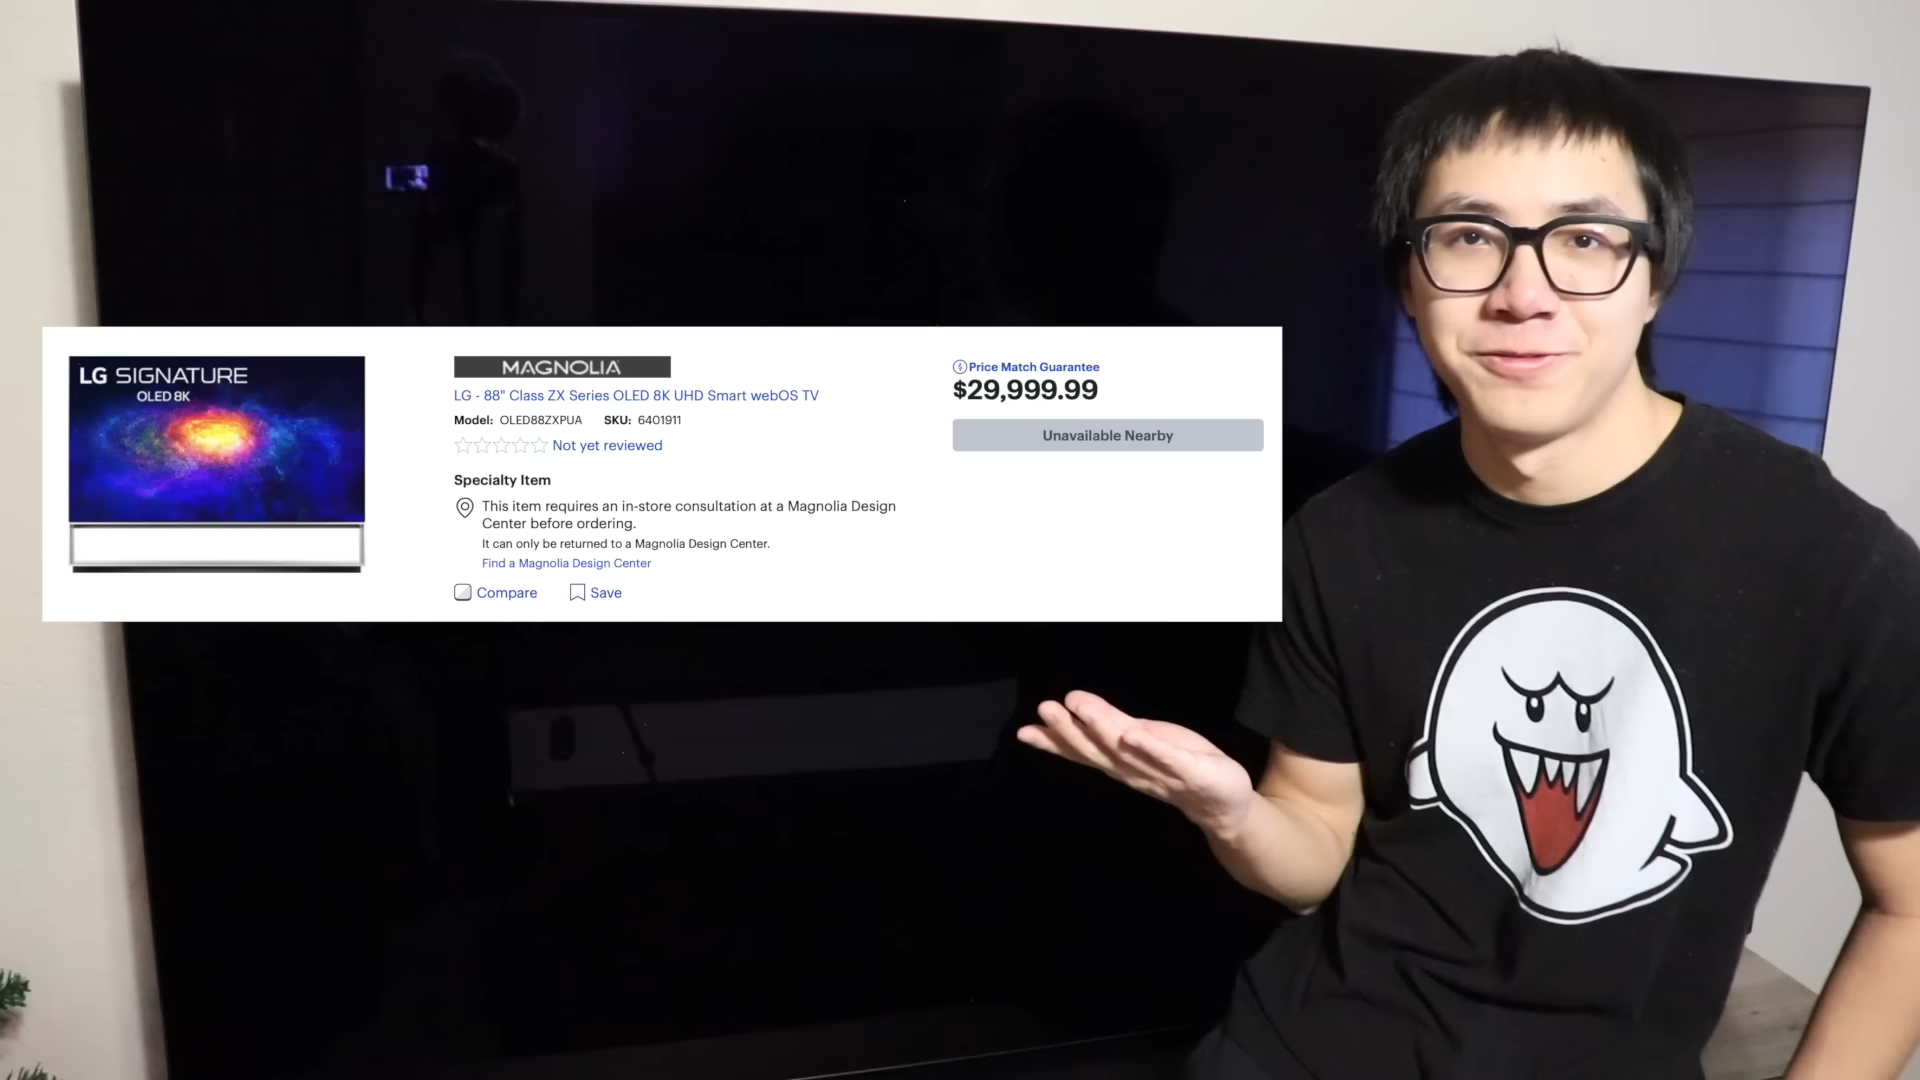 LG SIGNATURE
OLED 8K
MAGNOLIA
LG - 88" Class ZX Series OLED 8K UHD Smart webOS TV
Model: OLED88ZXPUA SKU: 6401911
Not yet reviewed
Specialty Item
This item requires an in-store consultation at a Magnolia Design
Center before ordering.
It can only be returned to a Magnolia Design Center.
Find a Magnolia Design Center
Compare Save
Price Match Guarantee
$29,999.99
Unavailable Nearby